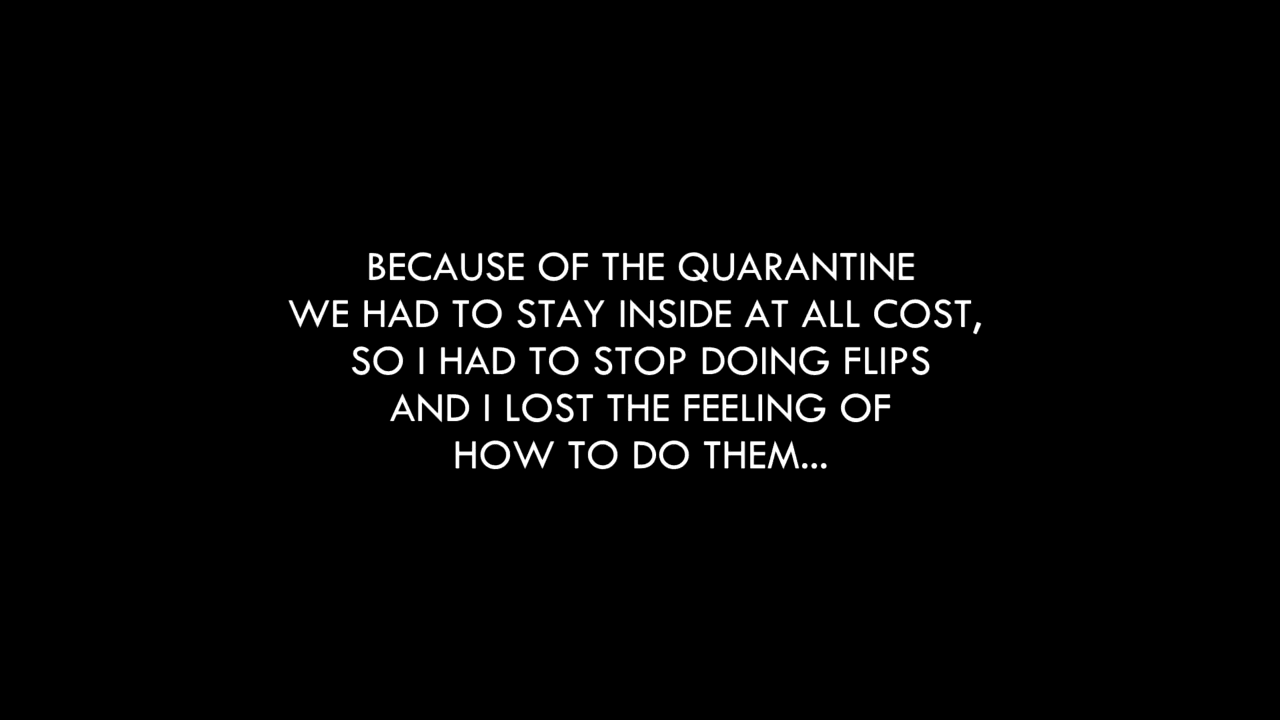 BECAUSE OF THE QUARANTINE
WE HAD TO STAY INSIDE AT ALL COST,
SO I HAD TO STOP DOING FLIPS
AND I LOST THE FEELING OF
HOW TO DO THEM...